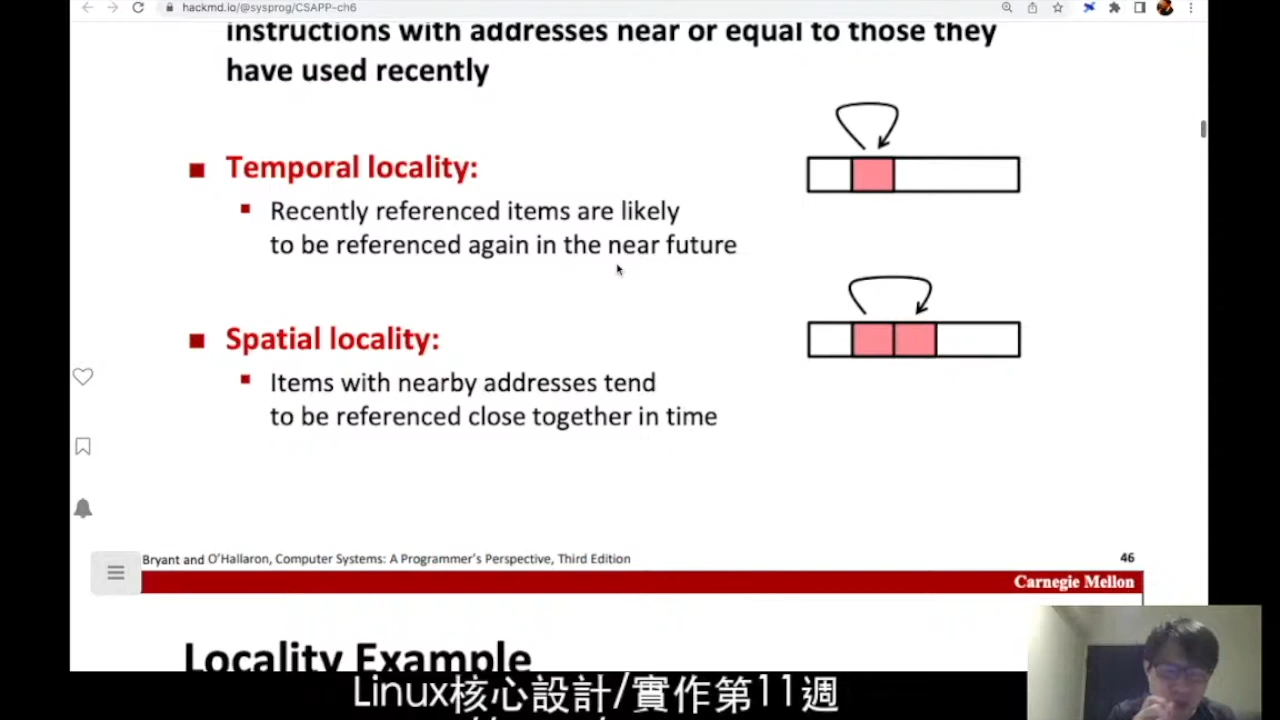 hackmd.io/@sysprog/CSAPP-ch6
instructions with addresses near or equal to those they
have used recently
Temporal locality:
Recently referenced items are likely
to be referenced again in the near future
Spatial locality:
Items with nearby addresses tend
to be referenced close together in time
Bryant and O'Hallaron, Computer Systems: A Programmer's Perspective, Third Edition
46
Carnegie Mellon
Locality Example
Linux核心設計/實作第11週